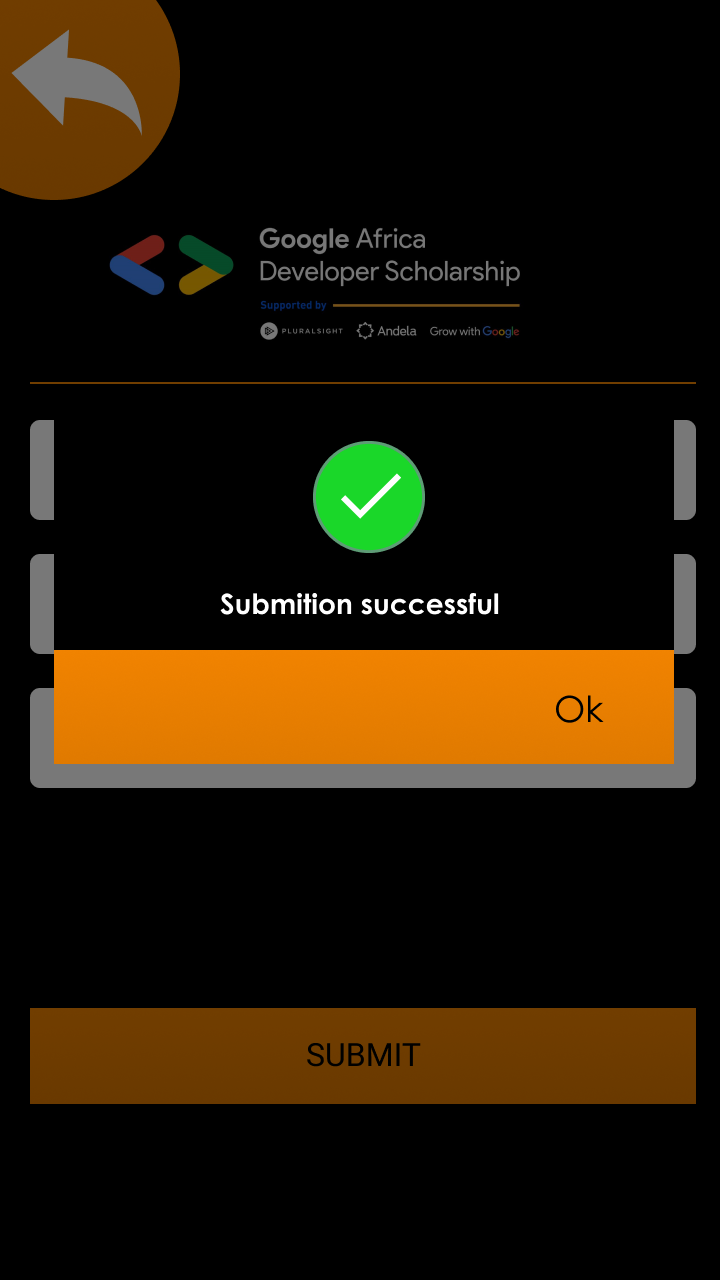 Google Africa
Developer Scholarship
Supported by
PLURALSIGHT Andela Grow with Google
Submition successful
Ok
SUBMIT